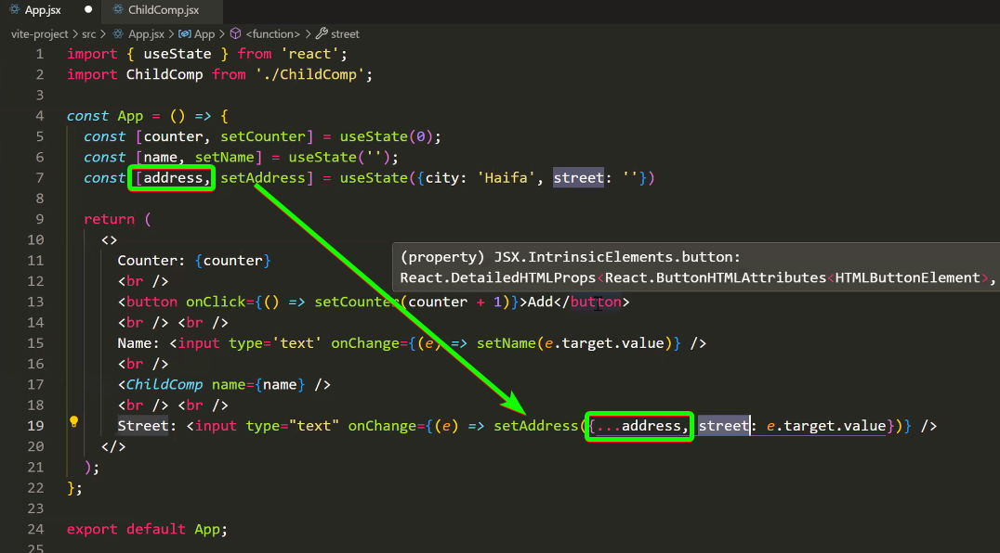 App.jsx ● ChildComp.jsx
vite-project > src > App.jsx > App > <function> > street
1 import { useState } from 'react';
2 import ChildComp from './ChildComp';
3
4 const App = () => {
5 const [counter, setCounter] = useState(0);
6 const [name, setName] = useState('');
7 const [address, setAddress] = useState({city: 'Haifa', street: ''})
8
9 return (
10 <>
11 Counter: {counter}
(property) JSX.IntrinsicElements.button:
12 <br />
React.DetailedHTMLProps<React.ButtonHTMLAttributes<HTMLButtonElement>,
13 <button onClick={() => setCounter(counter + 1)}>Add</button>
14 <br /> <br />
15 Name: <input type='text' onChange={(e) => setName(e.target.value)} />
16 <br />
17 <ChildComp name={name} />
18 <br /> <br />
19 Street: <input type="text" onChange={(e) => setAddress({...address, street: e.target.value})} />
20 </>
21 );
22 };
23
24 export default App;
25